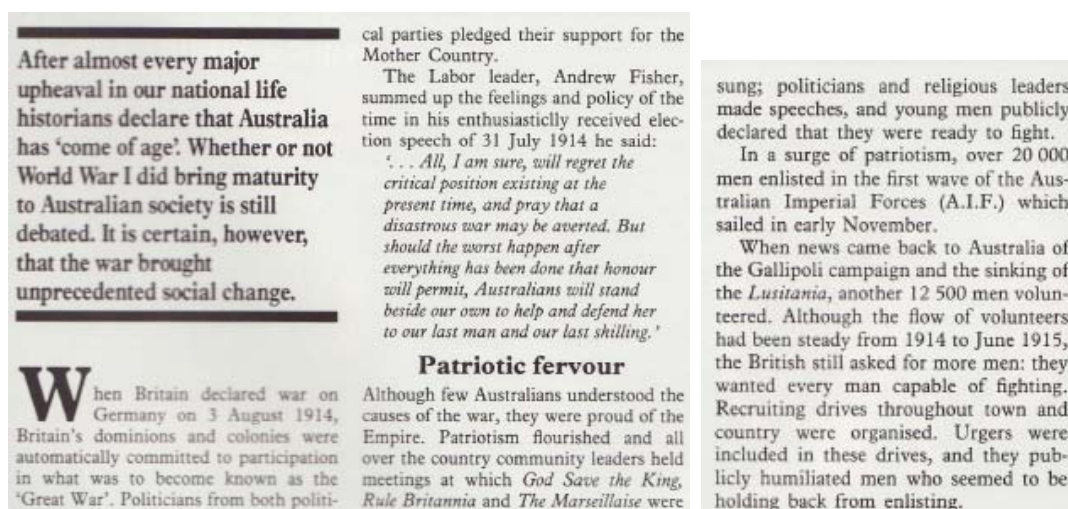 After almost every major
upheaval in our national life
historians declare that Australia
has ‘come of age’. Whether or not
World War I did bring maturity
to Australian society is still
debated. It is certain, however,
that the war brought
unprecedented social change.
When Britain declared war on
Germany on 3 August 1914,
Britain's dominions and colonies were
automatically committed to participation
in what was to become known as the
‘Great War’. Politicians from both politi-
cal parties pledged their support for the
Mother Country.
The Labor leader, Andrew Fisher,
summed up the feelings and policy of the
time in his enthusiasticlly received elec-
tion speech of 31 July 1914 he said:
‘. . . All, I am sure, will regret the
critical position existing at the
present time, and pray that a
disastrous war may be averted. But
should the worst happen after
everything has been done that honour
will permit, Australians will stand
beside our own to help and defend her
to our last man and our last shilling.’
Patriotic fervour
Although few Australians understood the
causes of the war, they were proud of the
Empire. Patriotism flourished and all
over the country community leaders held
meetings at which God Save the King,
Rule Britannia and The Marseillaise were
sung; politicians and religious leaders
made speeches, and young men publicly
declared that they were ready to fight.
In a surge of patriotism, over 20 000
men enlisted in the first wave of the Aus-
tralian Imperial Forces (A.I.F.) which
sailed in early November.
When news came back to Australia of
the Gallipoli campaign and the sinking of
the Lusitania, another 12 500 men volun-
teered. Although the flow of volunteers
had been steady from 1914 to June 1915,
the British still asked for more men: they
wanted every man capable of fighting.
Recruiting drives throughout town and
country were organised. Urgers were
included in these drives, and they pub-
licly humiliated men who seemed to be
holding back from enlisting.